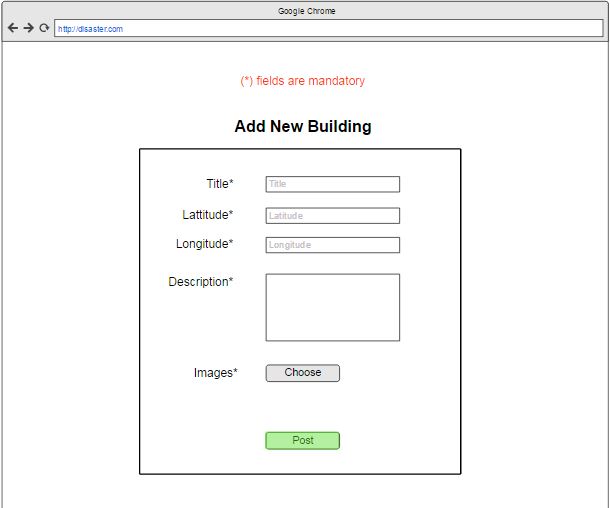 Google Chrome
http://disaster.com
(*) fields are mandatory
Add New Building
Title* Title
Lattitude* Latitude
Longitude* Longitude
Description*
Images* Choose
Post